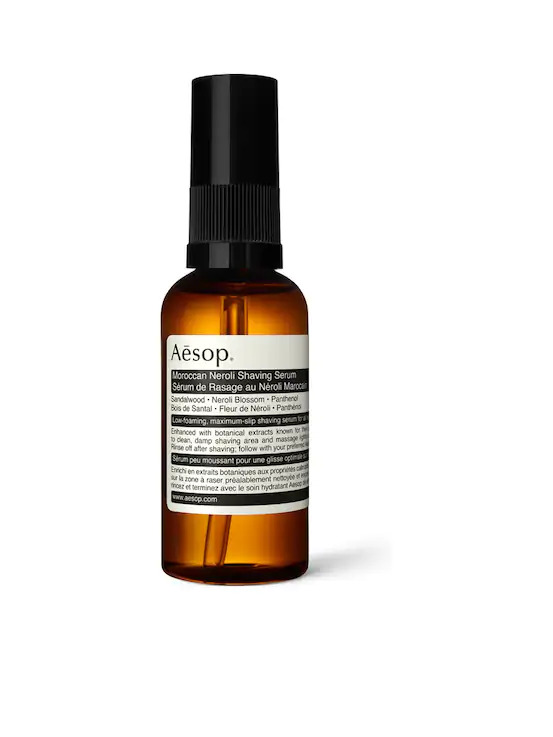 Aēsop®
Moroccan Neroli Shaving Serum
Sérum de Rasage au Néroli Marocain
Sandalwood • Neroli Blossom • Panthenol
Bois de Santal • Fleur de Néroli • Panthénol
Low-foaming, maximum-slip shaving serum for
Enhanced with botanical extracts known for
to clean, damp shaving area and massage
Rinse off after shaving; follow with your preferred
Sérum peu moussant pour une glisse optimale
Enrichi en extraits botaniques aux propriétés
sur la zone à raser préalablement nettoyée et
rincez et terminez avec le soin hydratant Aesop
www.aesop.com